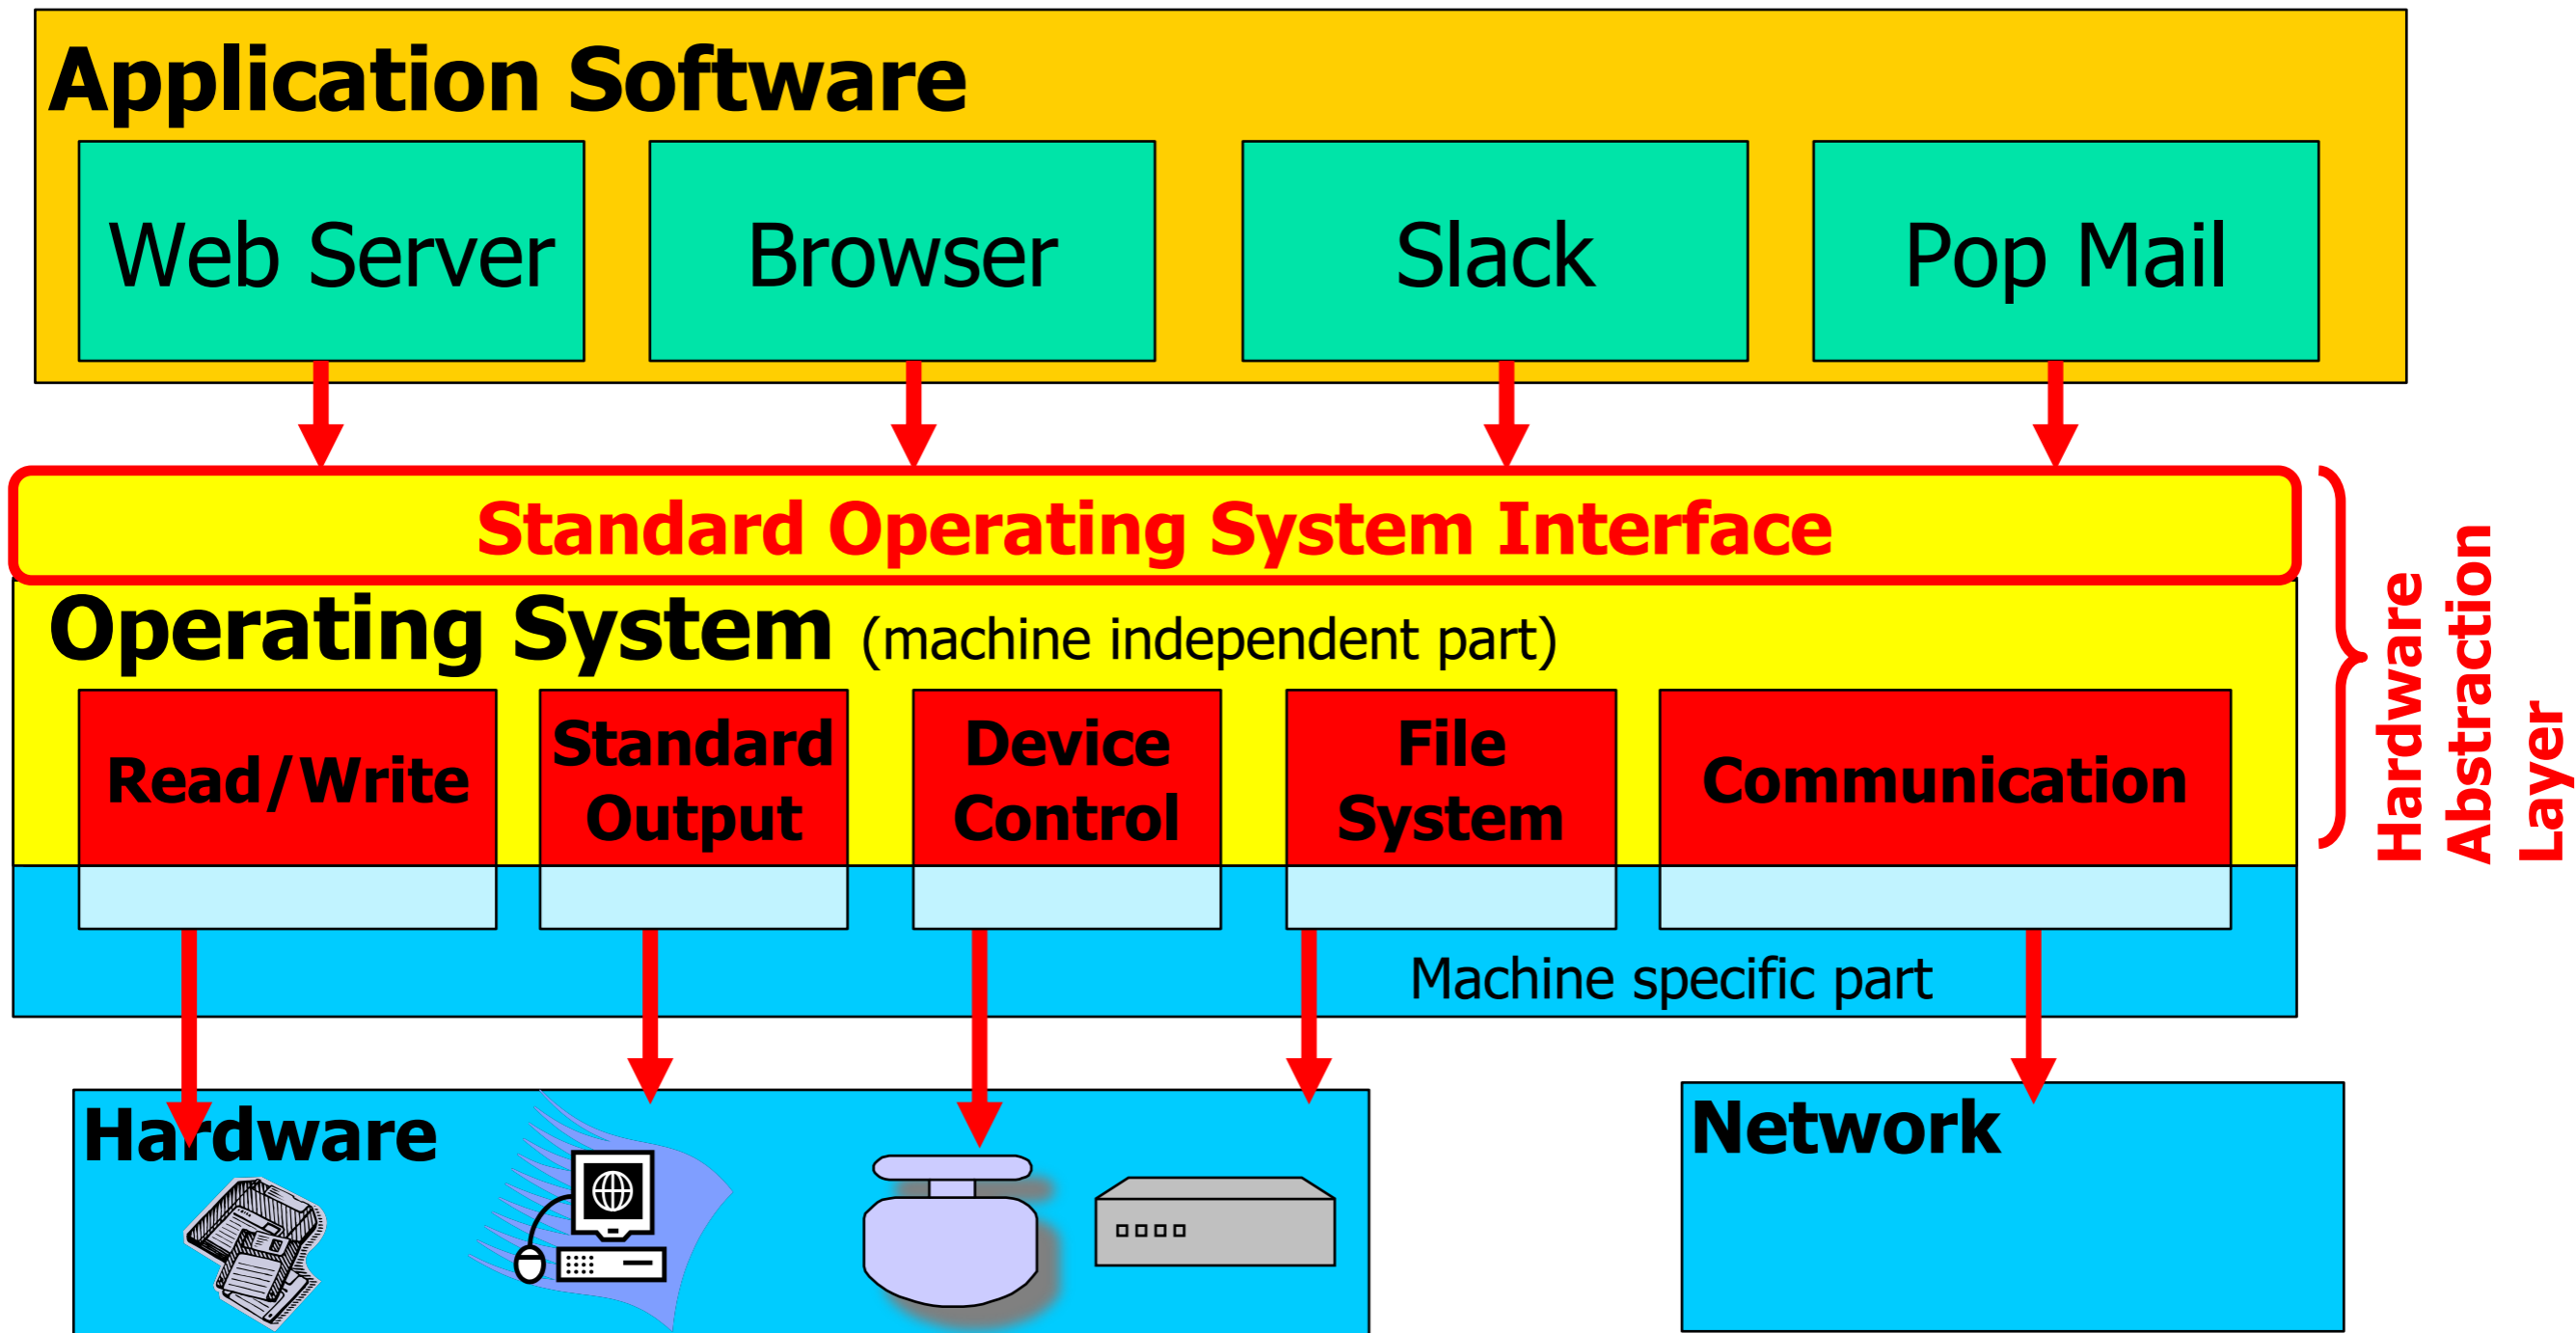 Application Software
Web Server
Browser
Slack
Pop Mail
Standard Operating System Interface
Operating System (machine independent part)
Read/Write
Standard
Output
Device
Control
File
System
Communication
Hardware
Abstraction
Layer
Machine specific part
Hardware
Network